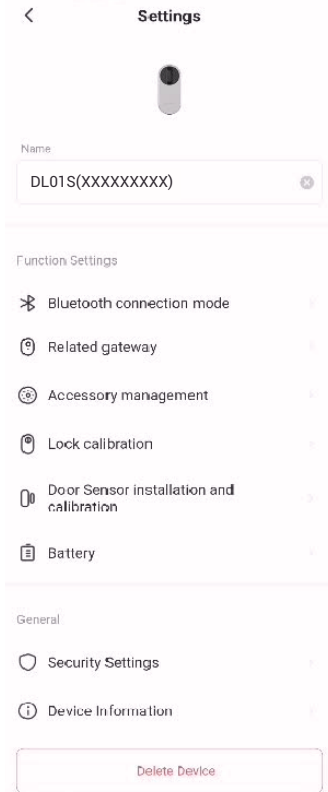 Settings
Name
DL01S(XXXXXXXXX)
Function Settings
Bluetooth connection mode
Related gateway
Accessory management
Lock calibration
Door Sensor installation and
calibration
Battery
General
Security Settings
Device Information
Delete Device